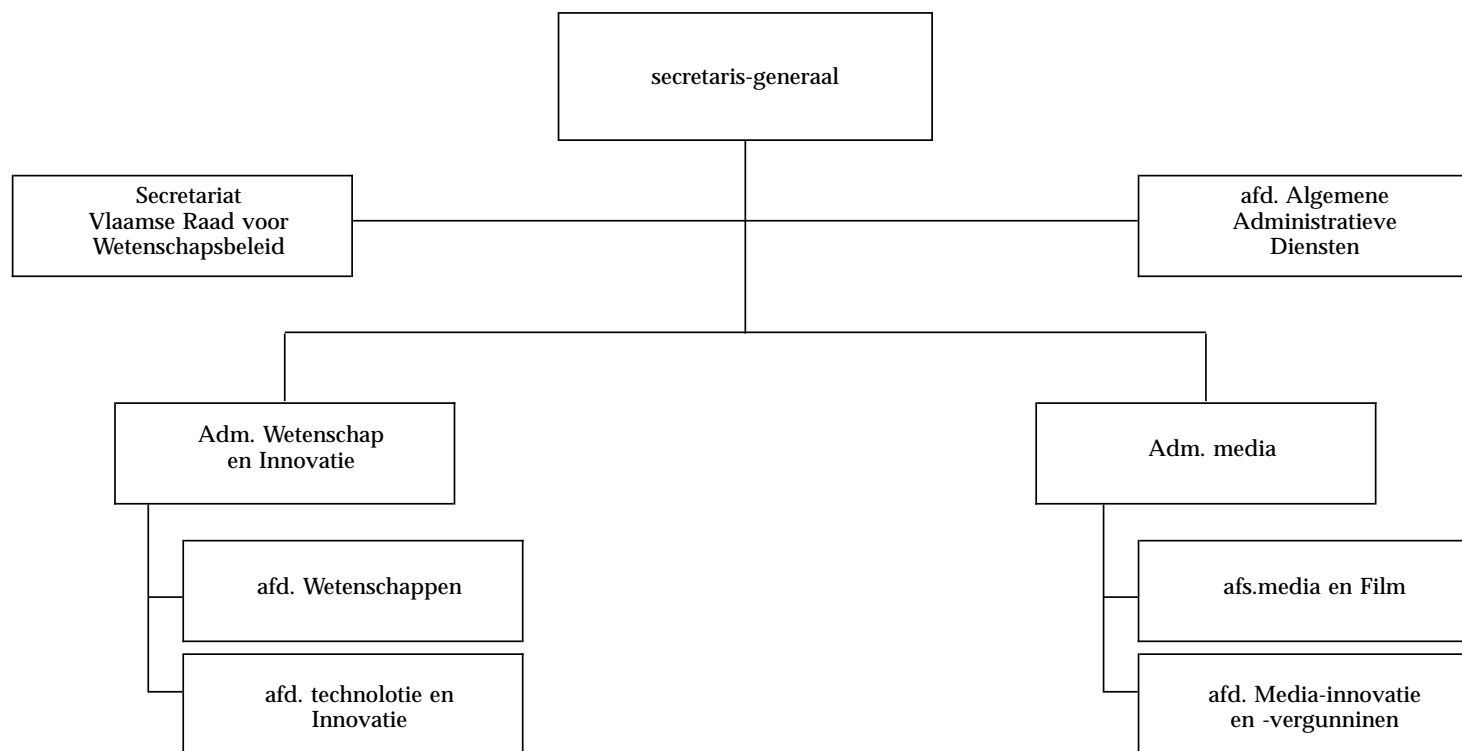 secretaris-generaal
Secretariat
Vlaamse Raad voor
Wetenschapsbeleid
afd. Algemene
Administratieve
Diensten
Adm. Wetenschap
en Innovatie
Adm. media
afd. Wetenschappen
afs.media en Film
afd. technolotie en
Innovatie
afd. Media-innovatie
en -vergunninen